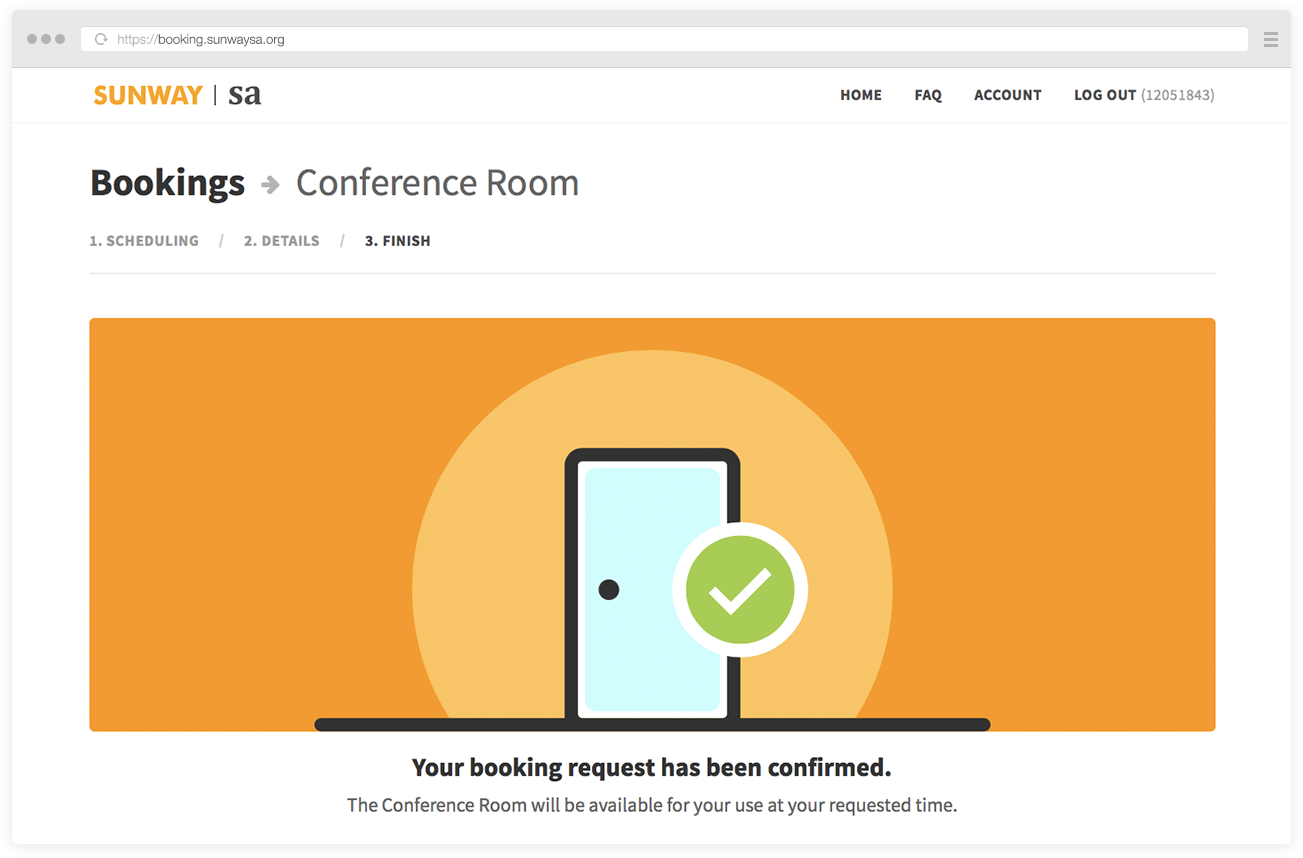 https://booking.sunwaysa.org
SUNWAY | sa
HOME FAQ ACCOUNT LOG OUT (12051843)
Bookings → Conference Room
1. SCHEDULING / 2. DETAILS / 3. FINISH
Your booking request has been confirmed.
The Conference Room will be available for your use at your requested time.